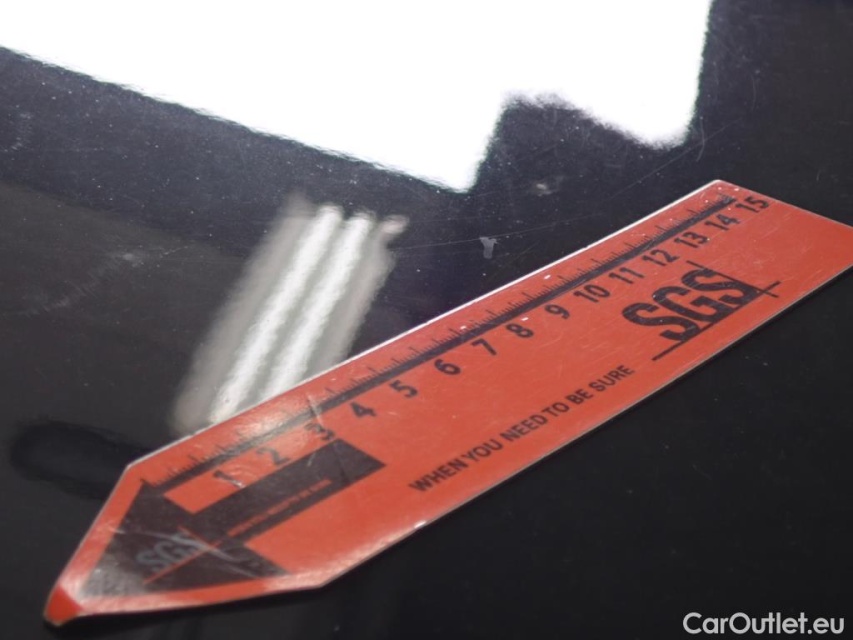 1 2 3 4 5 6 7 8 9 10 11 12 13 14 15
SGS
WHEN YOU NEED TO BE SURE
SGS
CarOutlet.eu